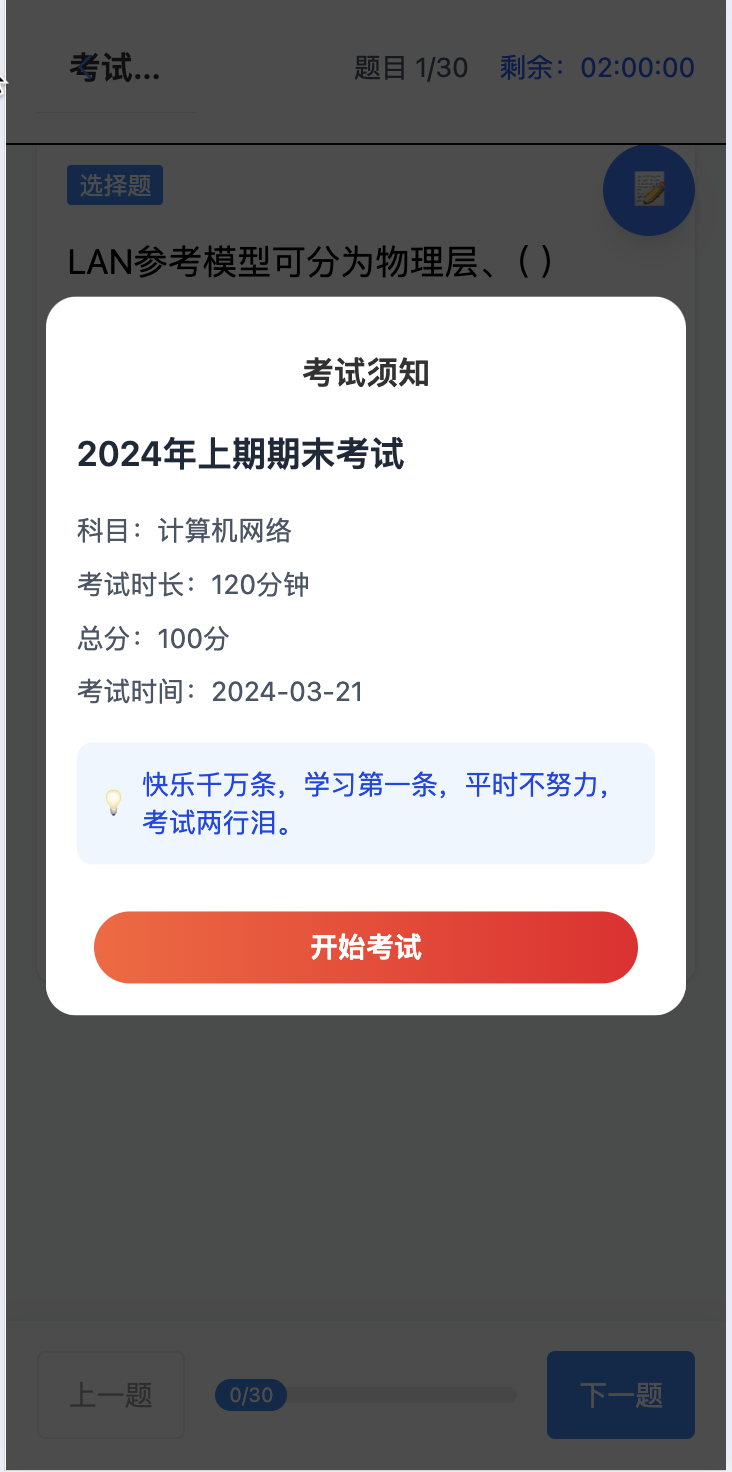 考试...
题目 1/30
剩余：02:00:00
选择题
LAN参考模型可分为物理层、( )
考试须知
2024年上期期末考试
科目：计算机网络
考试时长：120分钟
总分：100分
考试时间：2024-03-21
快乐千万条，学习第一条，平时不努力，
考试两行泪。
开始考试
上一题
0/30
下一题